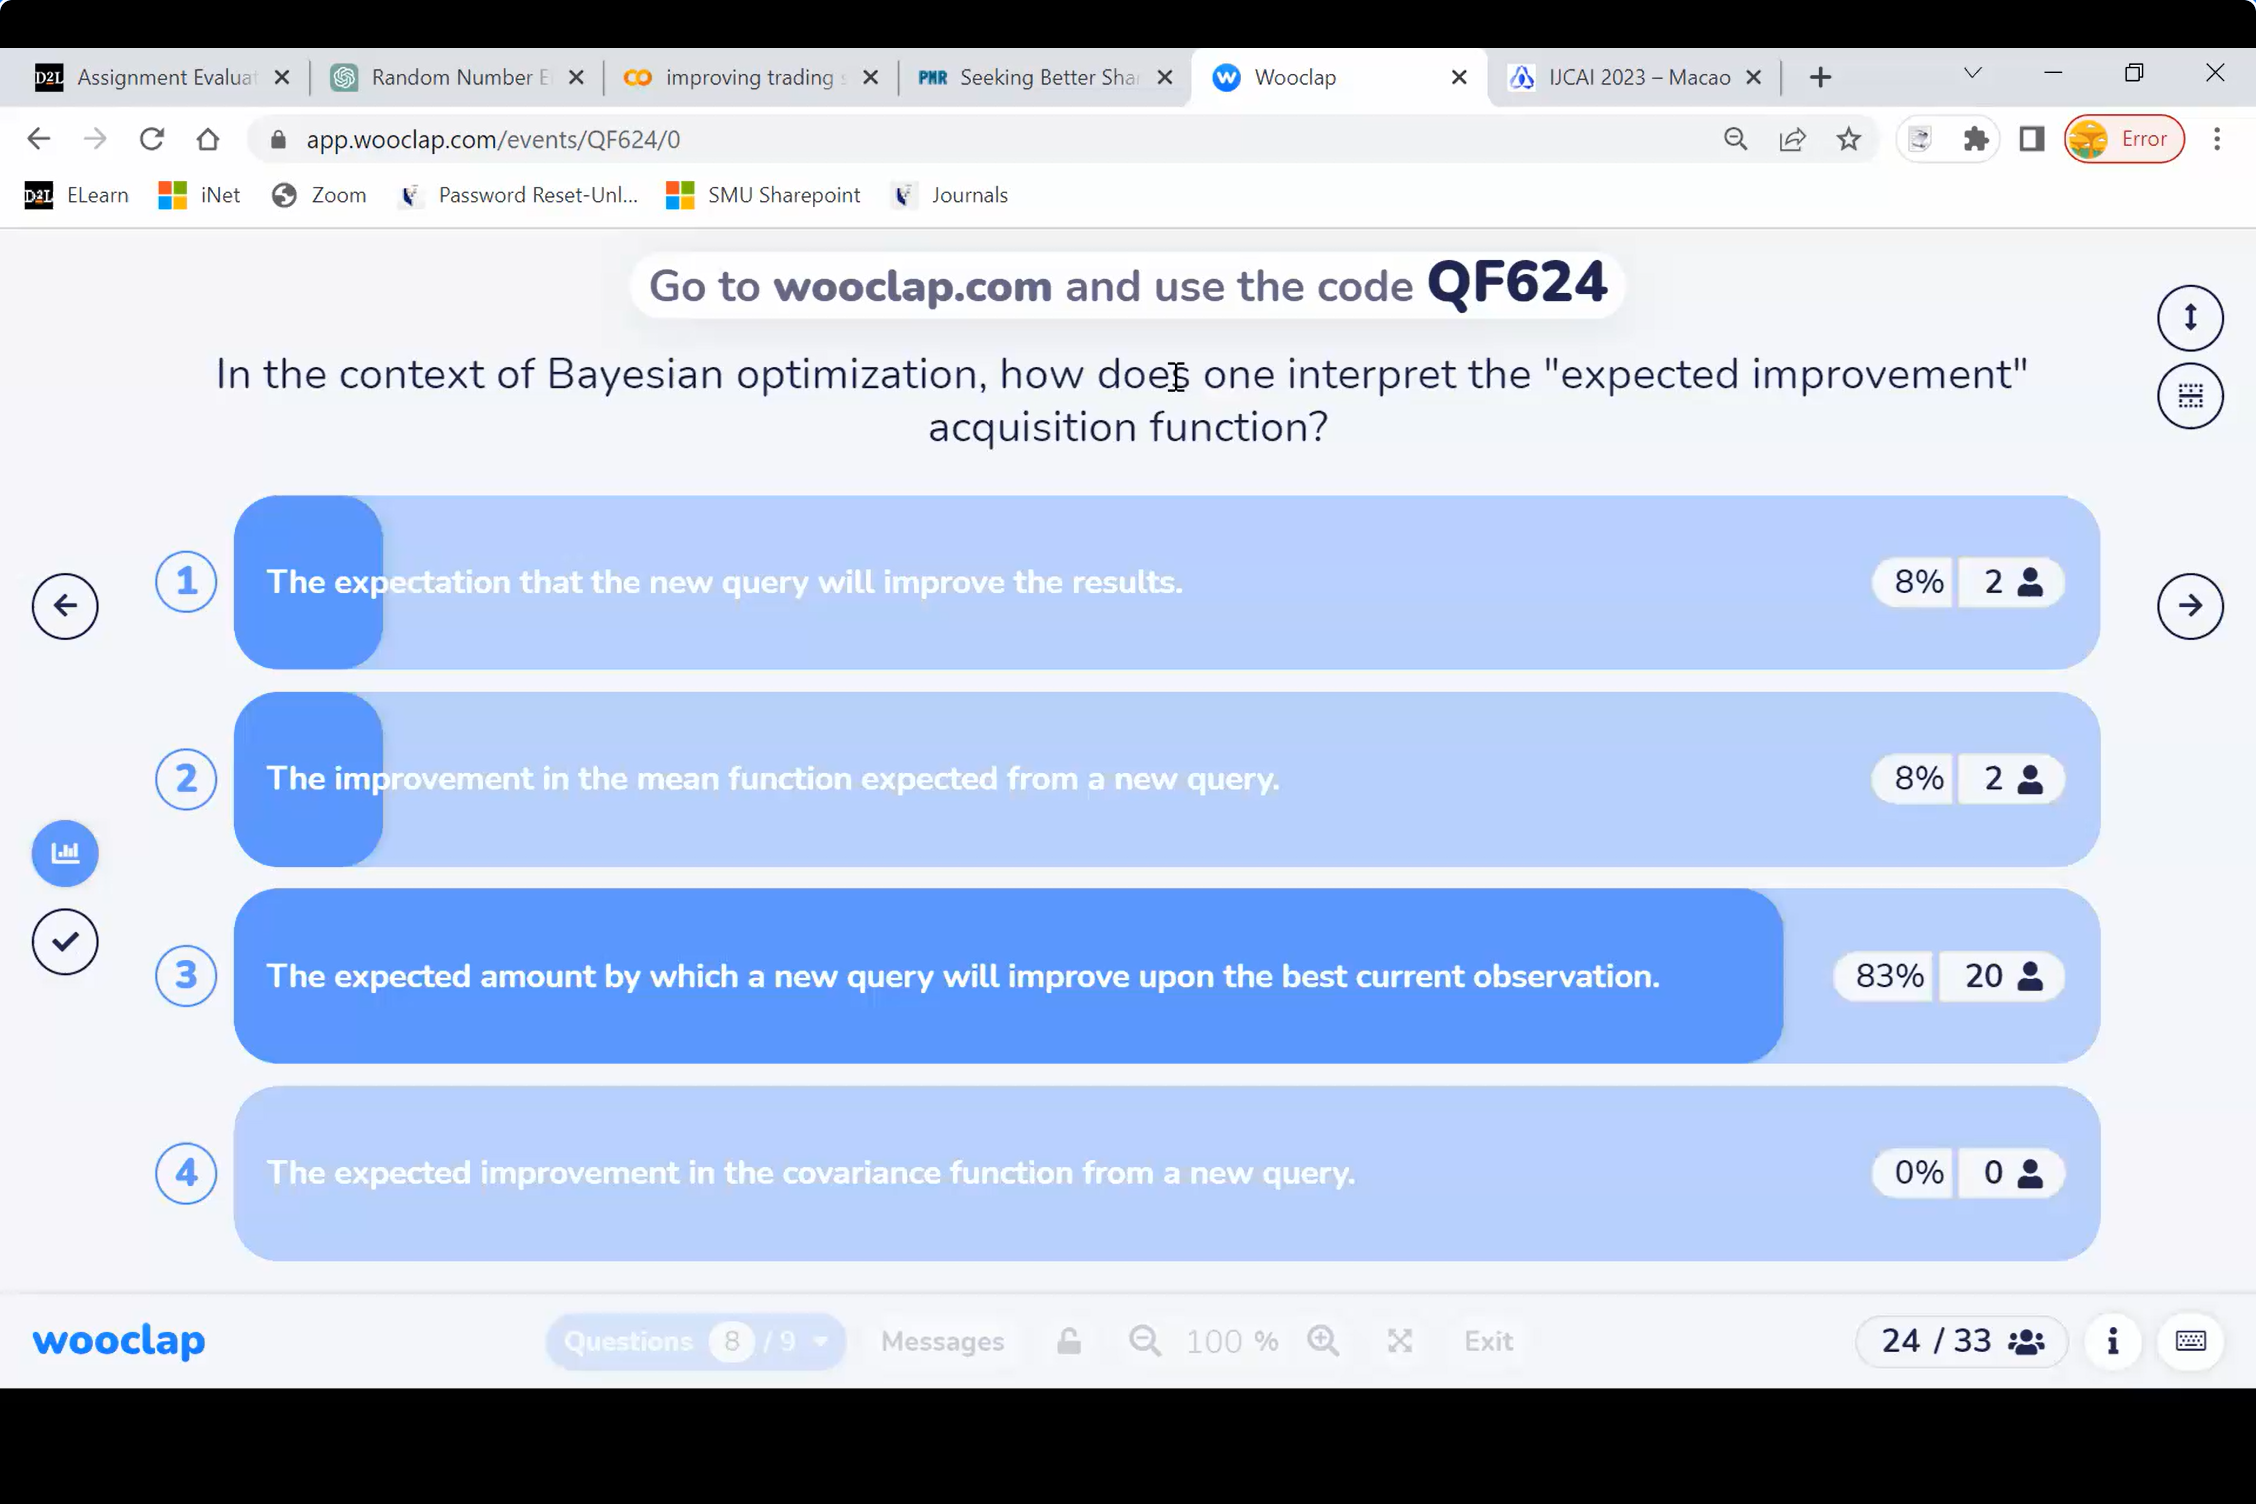 D2L Assignment Evaluat
Random Number E
improving trading s
PMR Seeking Better Sha
W Wooclap
IJCAI 2023 – Macao
app.wooclap.com/events/QF624/0
Error
D2L ELearn
iNet
Zoom
Password Reset-Unl...
SMU Sharepoint
Journals
Go to wooclap.com and use the code QF624
In the context of Bayesian optimization, how does one interpret the "expected improvement"
acquisition function?
1 The expectation that the new query will improve the results. 8% 2
2 The improvement in the mean function expected from a new query. 8% 2
3 The expected amount by which a new query will improve upon the best current observation. 83% 20
4 The expected improvement in the covariance function from a new query. 0% 0
wooclap
Questions 8 / 9
Messages
100 %
Exit
24 / 33